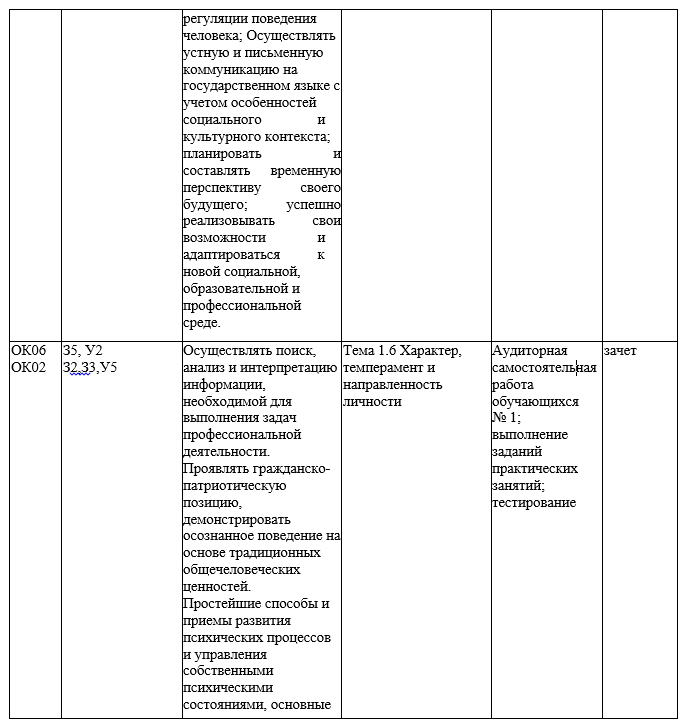 регуляции поведения
человека; Осуществлять
устную и письменную
коммуникацию на
государственном языке с
учетом особенностей
социального и
культурного контекста;
планировать и
составлять временную
перспективу своего
будущего; успешно
реализовывать свои
возможности и
адаптироваться к
новой социальной,
образовательной и
профессиональной
среде.
ОК06
ОК02
З5, У2
З2,З3,У5
Осуществлять поиск,
анализ и интерпретацию
информации,
необходимой для
выполнения задач
профессиональной
деятельности.
Проявлять гражданско-
патриотическую
позицию,
демонстрировать
осознанное поведение на
основе традиционных
общечеловеческих
ценностей.
Простейшие способы и
приемы развития
психических процессов
и управления
собственными
психическими
состояниями, основные
Тема 1.6 Характер,
темперамент и
направленность
личности
Аудиторная
самостоятельная
работа
обучающихся
№ 1;
выполнение
заданий
практических
занятий;
тестирование
зачет